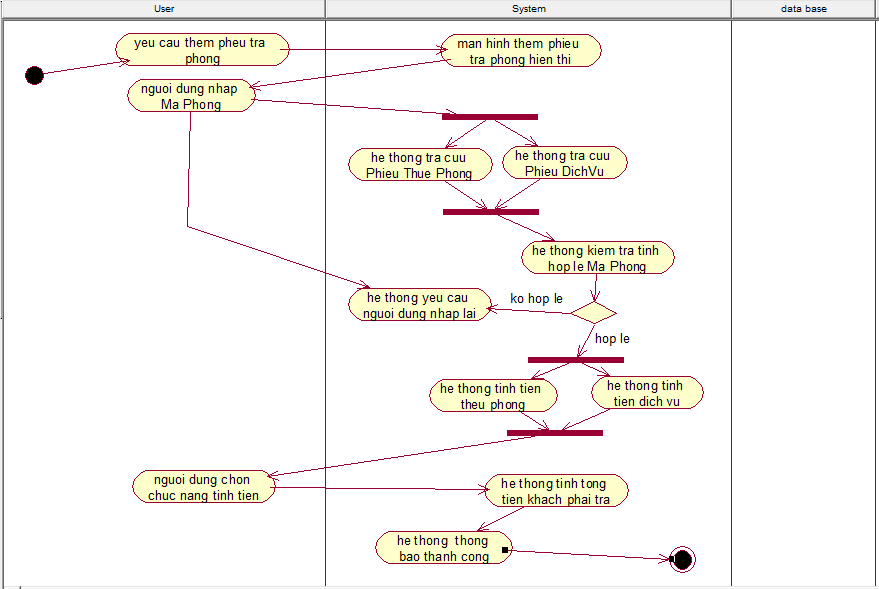 User
System
data base
yeu cau them pheu tra
phong
man hinh them phieu
tra phong hien thi
nguoi dung nhap
Ma Phong
he thong tra cuu
Phieu Thue Phong
he thong tra cuu
Phieu DichVu
he thong kiem tra tinh
hop le Ma Phong
he thong yeu cau
nguoi dung nhap lai
ko hop le
hop le
he thong tinh tien
theu phong
he thong tinh
tien dich vu
nguoi dung chon
chuc nang tinh tien
he thong tinh tong
tien khach phai tra
he thong thong
bao thanh cong